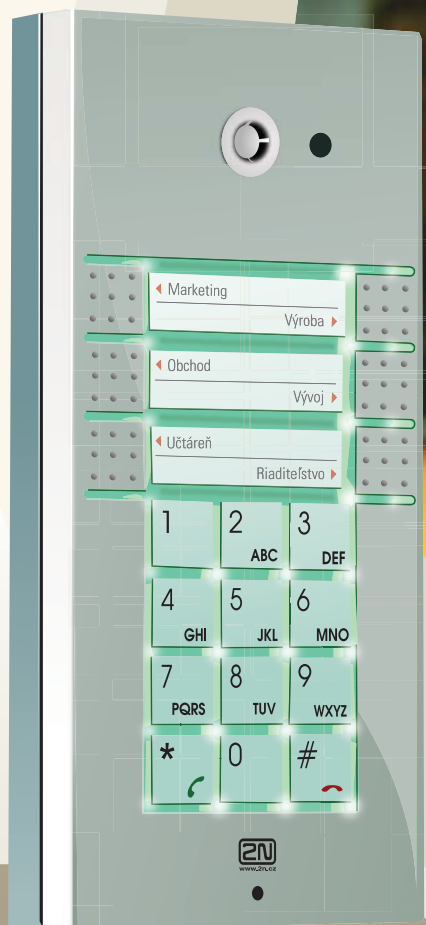 Marketing
Výroba
Obchod
Vývoj
Učtáreň
Riaditeľstvo
1
2
3
ABC
DEF
4
5
6
GHI
JKL
MNO
7
8
9
PQRS
TUV
WXYZ
*
0
#
2N
www.2n.cz